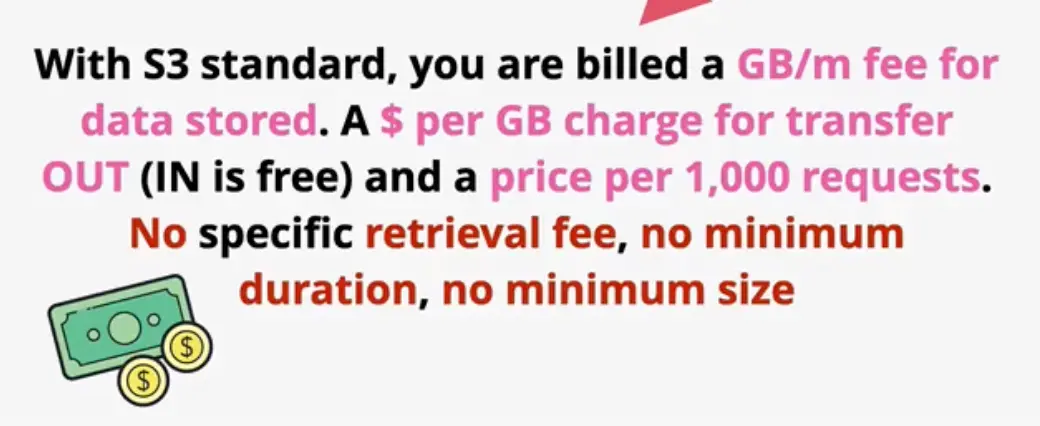 With S3 standard, you are billed a GB/m fee for
data stored. A $ per GB charge for transfer
OUT (IN is free) and a price per 1,000 requests.
No specific retrieval fee, no minimum
duration, no minimum size
$
$